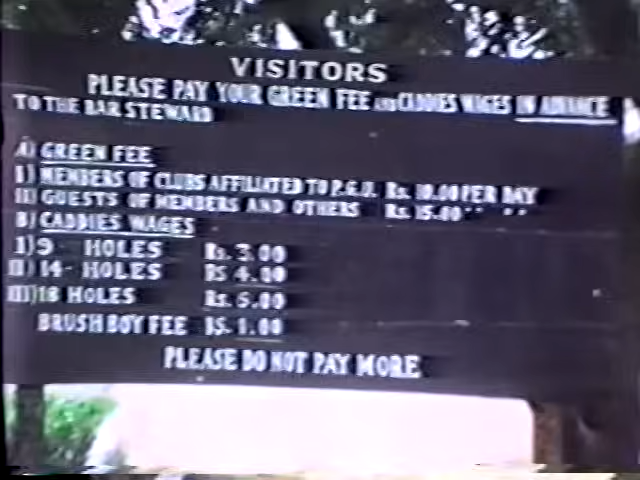 VISITORS
PLEASE PAY YOUR GREEN FEE AND CADDIES WAGES IN ADVANCE
TO THE BAR STEWARD
A) GREEN FEE
I) MEMBERS OF CLUBS AFFILIATED TO P.G.U. Rs. 10.00 PER DAY
II) GUESTS OF MEMBERS AND OTHERS Rs. 15.00 " "
B) CADDIES WAGES
I) 9 HOLES Rs. 3.00
II) 14- HOLES RS 4.00
III) 18 HOLES Rs. 5.00
BRUSH BOY FEE RS. 1.00
PLEASE DO NOT PAY MORE